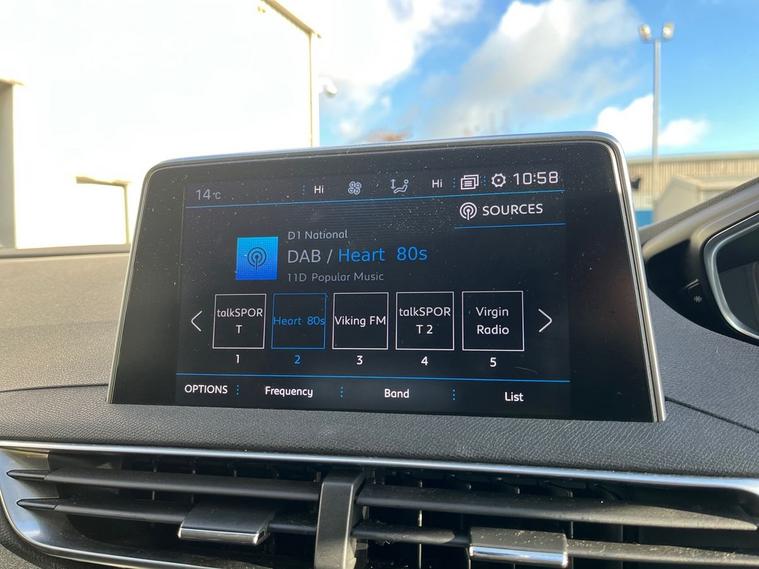 14°C Hi Hi 10:58
SOURCES
D1 National
DAB / Heart 80s
11D Popular Music
talkSPOR
T
Heart 80s
Viking FM
talkSPOR
T 2
Virgin
Radio
1 2 3 4 5
OPTIONS Frequency Band List